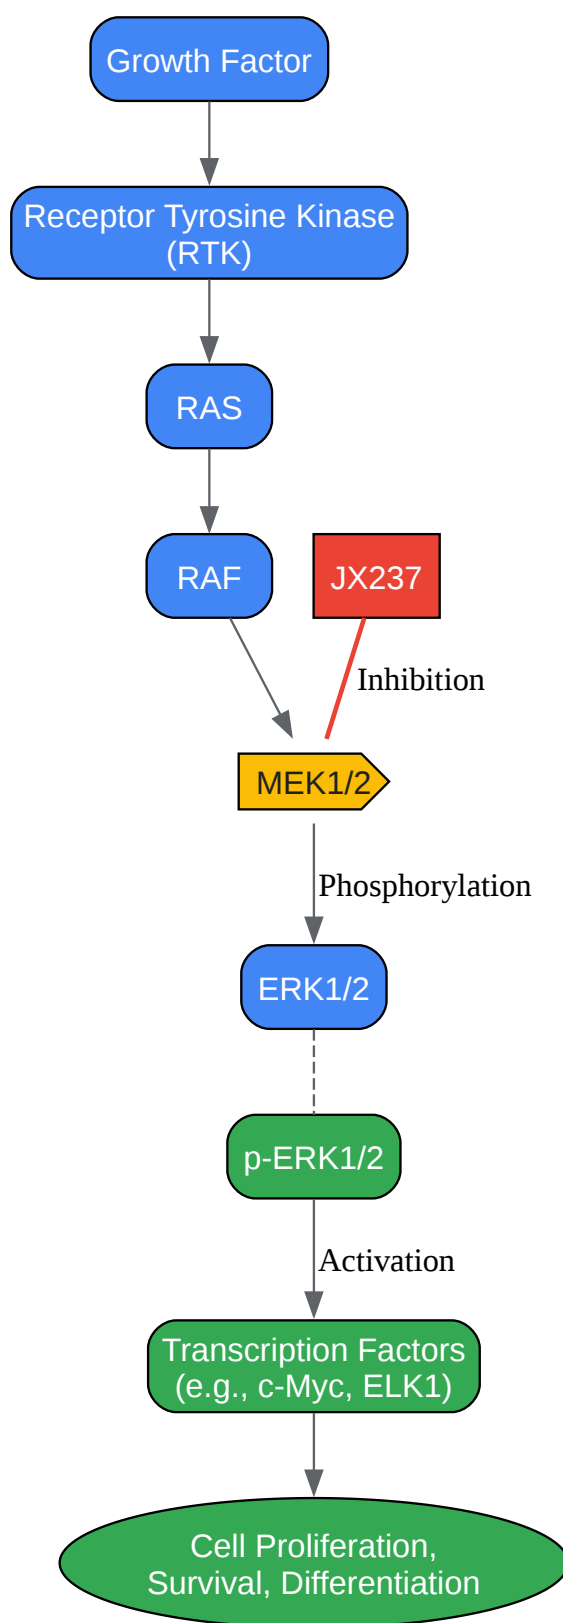 Growth Factor
Receptor Tyrosine Kinase
(RTK)
RAS
RAF
JX237
Inhibition
MEK1/2
Phosphorylation
ERK1/2
p-ERK1/2
Activation
Transcription Factors
(e.g., c-Myc, ELK1)
Cell Proliferation,
Survival, Differentiation